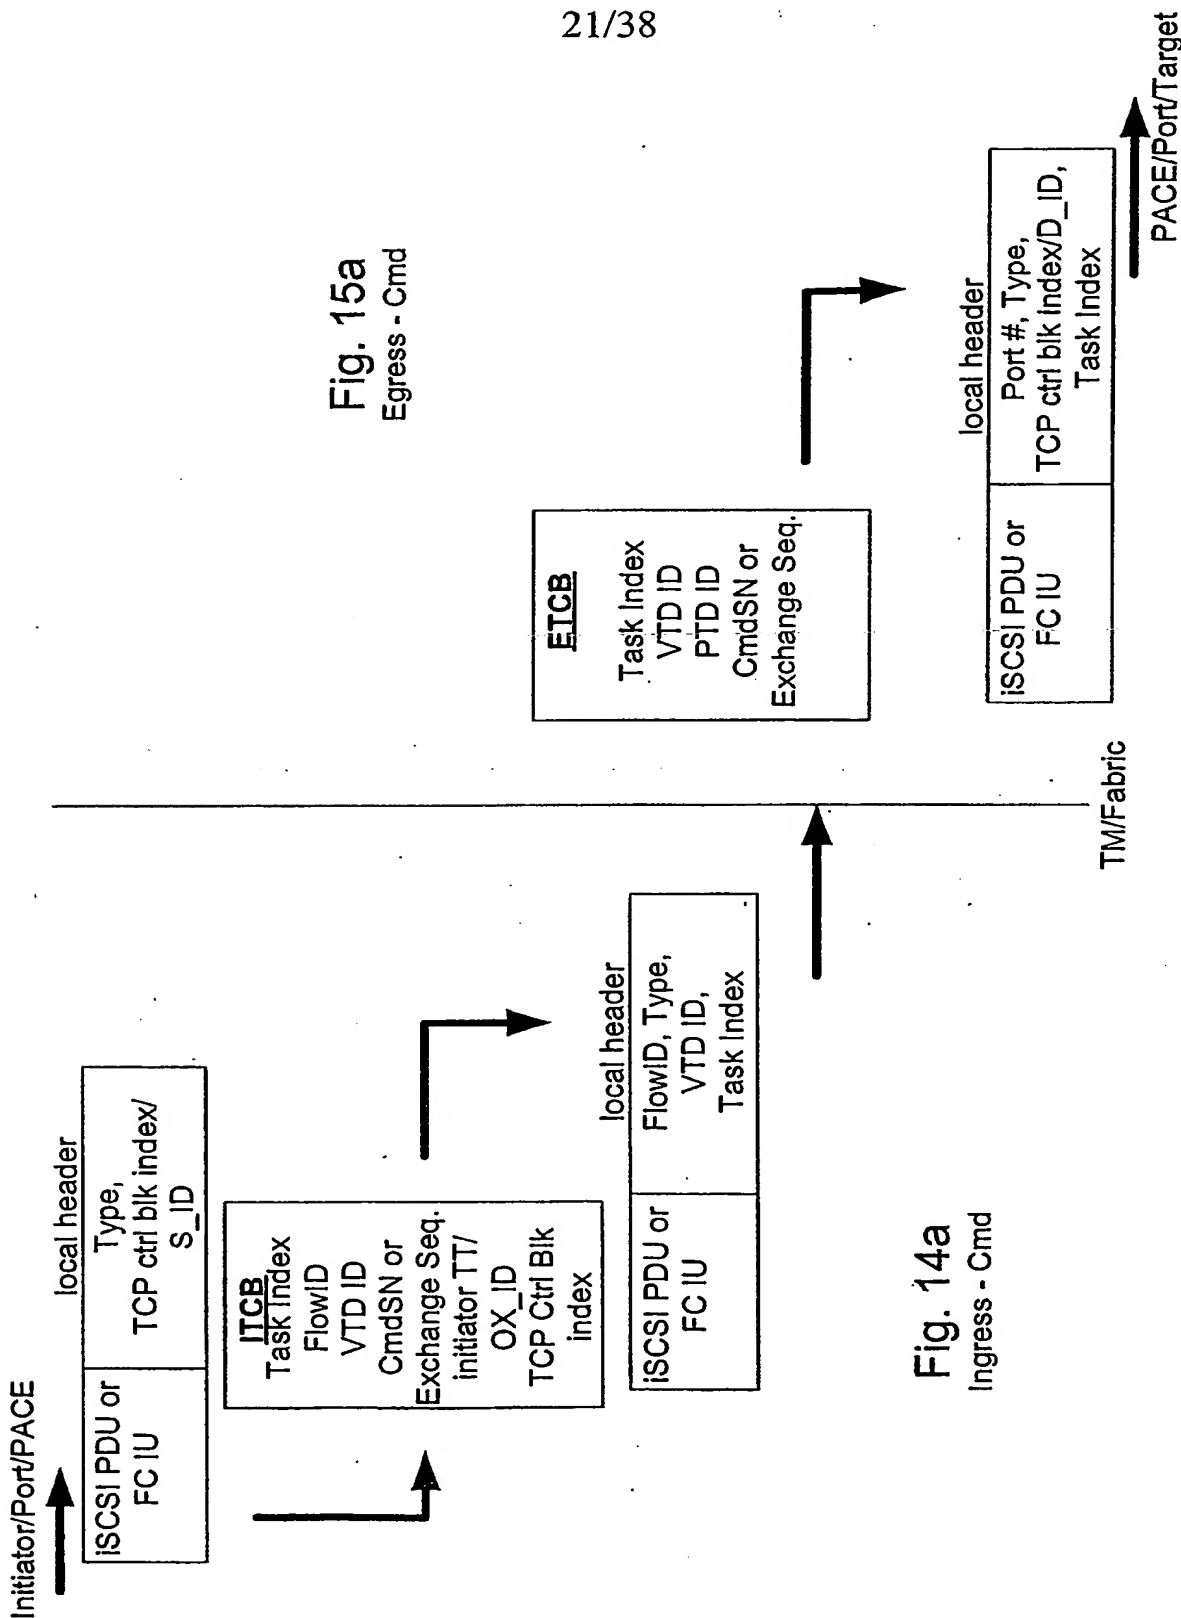 21/38
Initiator/Port/PACE
local header
iSCSI PDU or
FC IU
Type,
TCP ctrl blk index/
S_ID
ITCB
Task Index
FlowID
VTD ID
CmdSN or
Exchange Seq.
initiator TT/
OX_ID
TCP Ctrl Blk
index
local header
iSCSI PDU or
FC IU
FlowID, Type,
VTD ID,
Task Index
Fig. 14a
Ingress - Cmd
TM/Fabric
Fig. 15a
Egress - Cmd
ETCB
Task Index
VTD ID
PTD ID
CmdSN or
Exchange Seq.
local header
iSCSI PDU or
FC IU
Port #, Type,
TCP ctrl blk index/D_ID,
Task Index
PACE/Port/Target